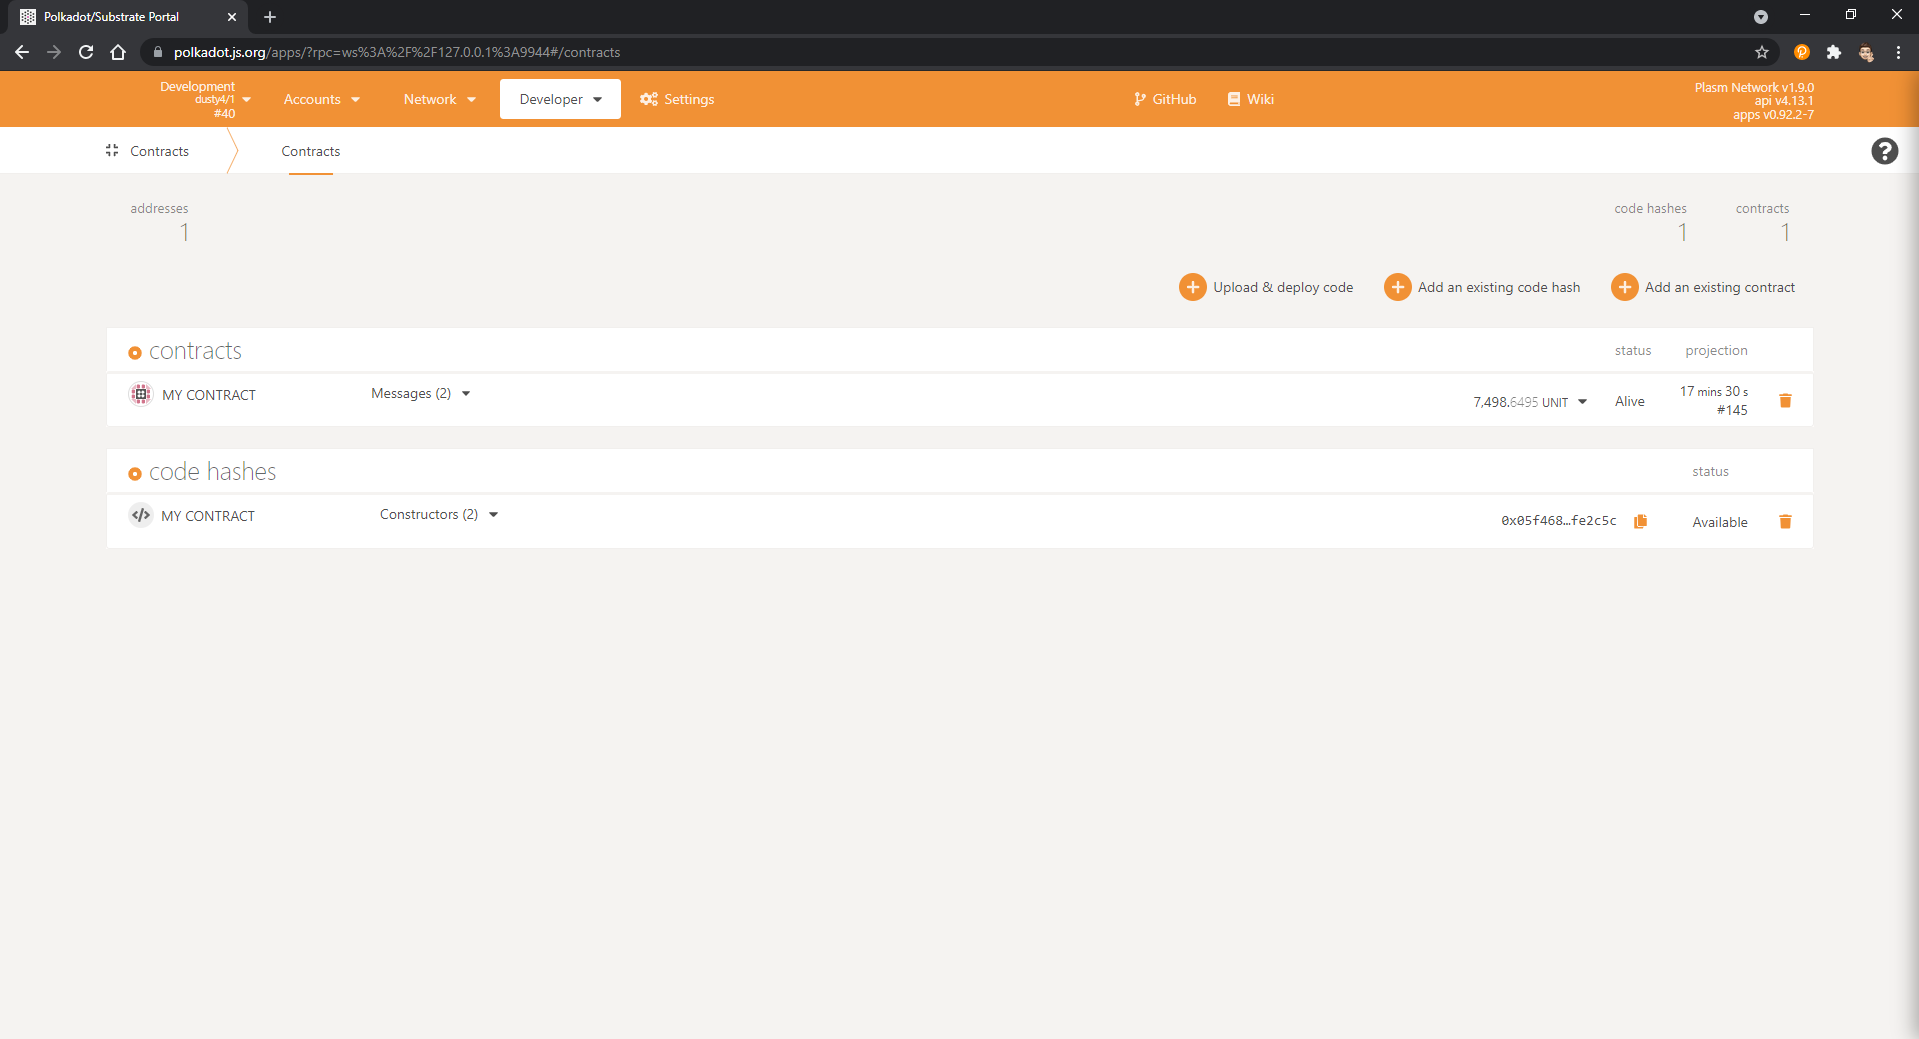 Polkadot/Substrate Portal
polkadot.js.org/apps/?rpc=ws%3A%2F%2F127.0.0.1%3A9944#/contracts
Development
dusty4/1
#40
Accounts
Network
Developer
Settings
GitHub
Wiki
Plasm Network v1.9.0
api v4.13.1
apps v0.92.2-7
Contracts
Contracts
addresses
1
code hashes
1
contracts
1
Upload & deploy code
Add an existing code hash
Add an existing contract
contracts
status
projection
MY CONTRACT
Messages (2)
7,498.6495 UNIT
Alive
17 mins 30 s
#145
code hashes
status
MY CONTRACT
Constructors (2)
0x05f468…fe2c5c
Available